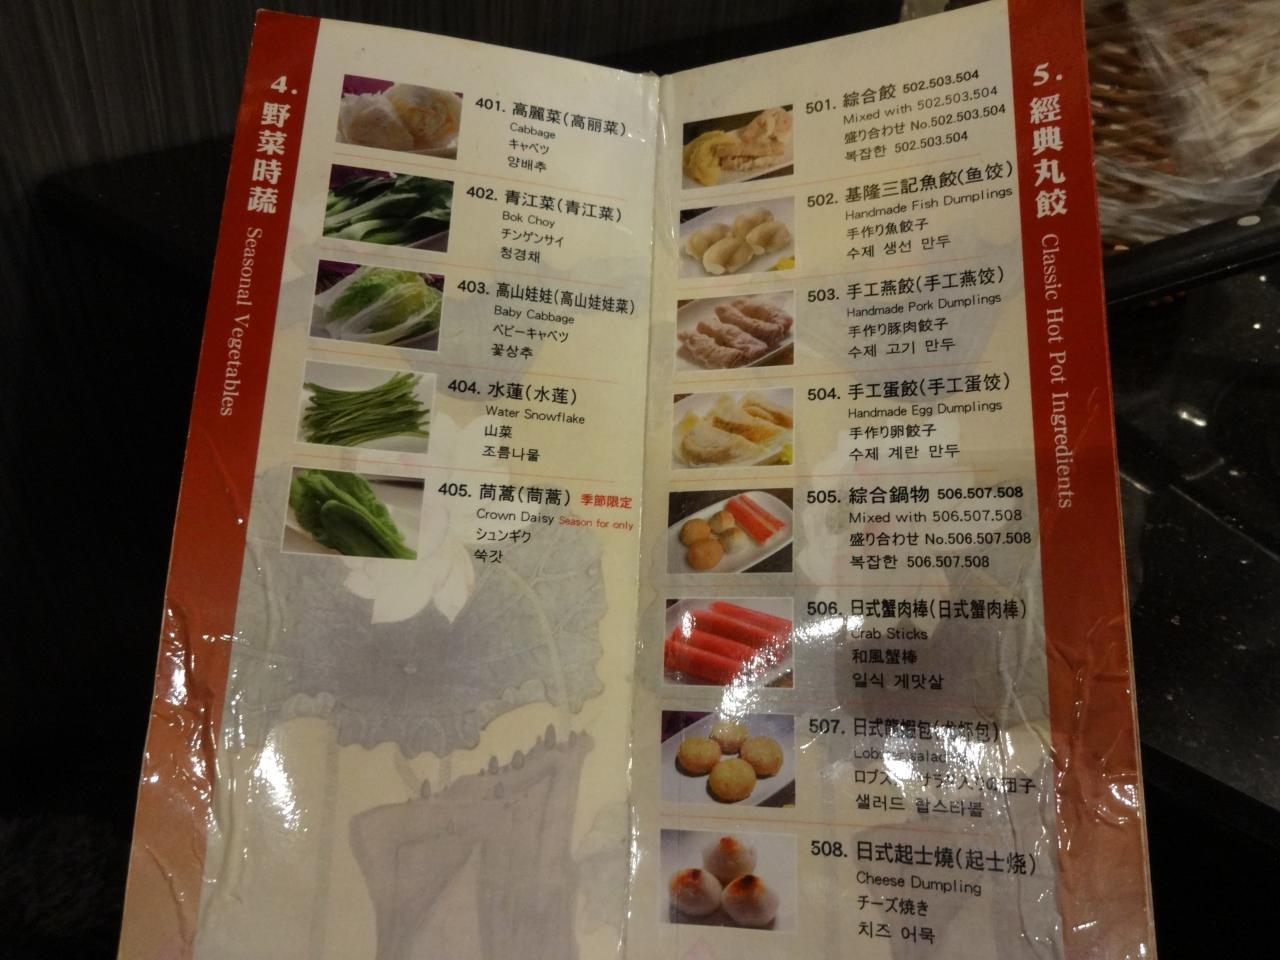 4. 野菜時蔬 Seasonal Vegetables
401. 高麗菜(高丽菜)
Cabbage
キャベツ
양배추
402. 青江菜(青江菜)
Bok Choy
チンゲンサイ
청경채
403. 高山娃娃(高山娃娃菜)
Baby Cabbage
ベビーキャベツ
꽃상추
404. 水蓮(水莲)
Water Snowflake
山菜
조름나물
405. 茼蒿(茼蒿) 季節限定
Crown Daisy Season for only
シュンギク
쑥갓
5. 經典丸餃 Classic Hot Pot Ingredients
501. 綜合餃 502.503.504
Mixed with 502.503.504
盛り合わせ No.502.503.504
복잡한 502.503.504
502. 基隆三記魚餃(鱼饺)
Handmade Fish Dumplings
手作り魚餃子
수제 생선 만두
503. 手工燕餃(手工燕饺)
Handmade Pork Dumplings
手作り豚肉餃子
수제 고기 만두
504. 手工蛋餃(手工蛋饺)
Handmade Egg Dumplings
手作り卵餃子
수제 계란 만두
505. 綜合鍋物 506.507.508
Mixed with 506.507.508
盛り合わせ No.506.507.508
복잡한 506.507.508
506. 日式蟹肉棒(日式蟹肉棒)
Crab Sticks
和風蟹棒
일식 게맛살
507. 日式龍蝦包(龙虾包)
Lobster salad
団子
샐러드 랍스타볼
508. 日式起士燒(起士烧)
Cheese Dumpling
チーズ焼き
치즈 어묵